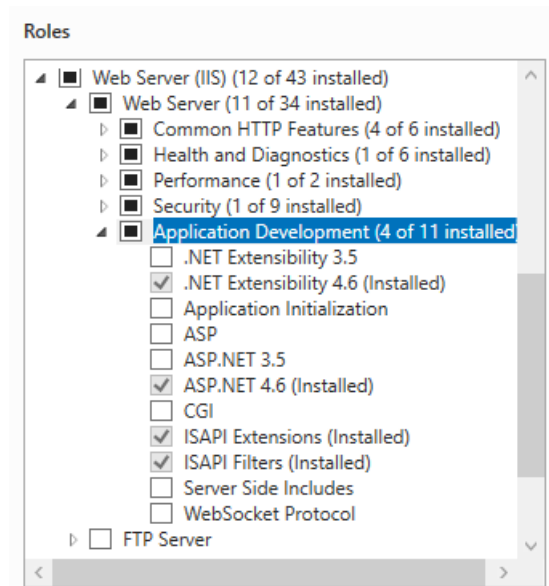 Roles
Web Server (IIS) (12 of 43 installed)
Web Server (11 of 34 installed)
Common HTTP Features (4 of 6 installed)
Health and Diagnostics (1 of 6 installed)
Performance (1 of 2 installed)
Security (1 of 9 installed)
Application Development (4 of 11 installed
.NET Extensibility 3.5
.NET Extensibility 4.6 (Installed)
Application Initialization
ASP
ASP.NET 3.5
ASP.NET 4.6 (Installed)
CGI
ISAPI Extensions (Installed)
ISAPI Filters (Installed)
Server Side Includes
WebSocket Protocol
FTP Server